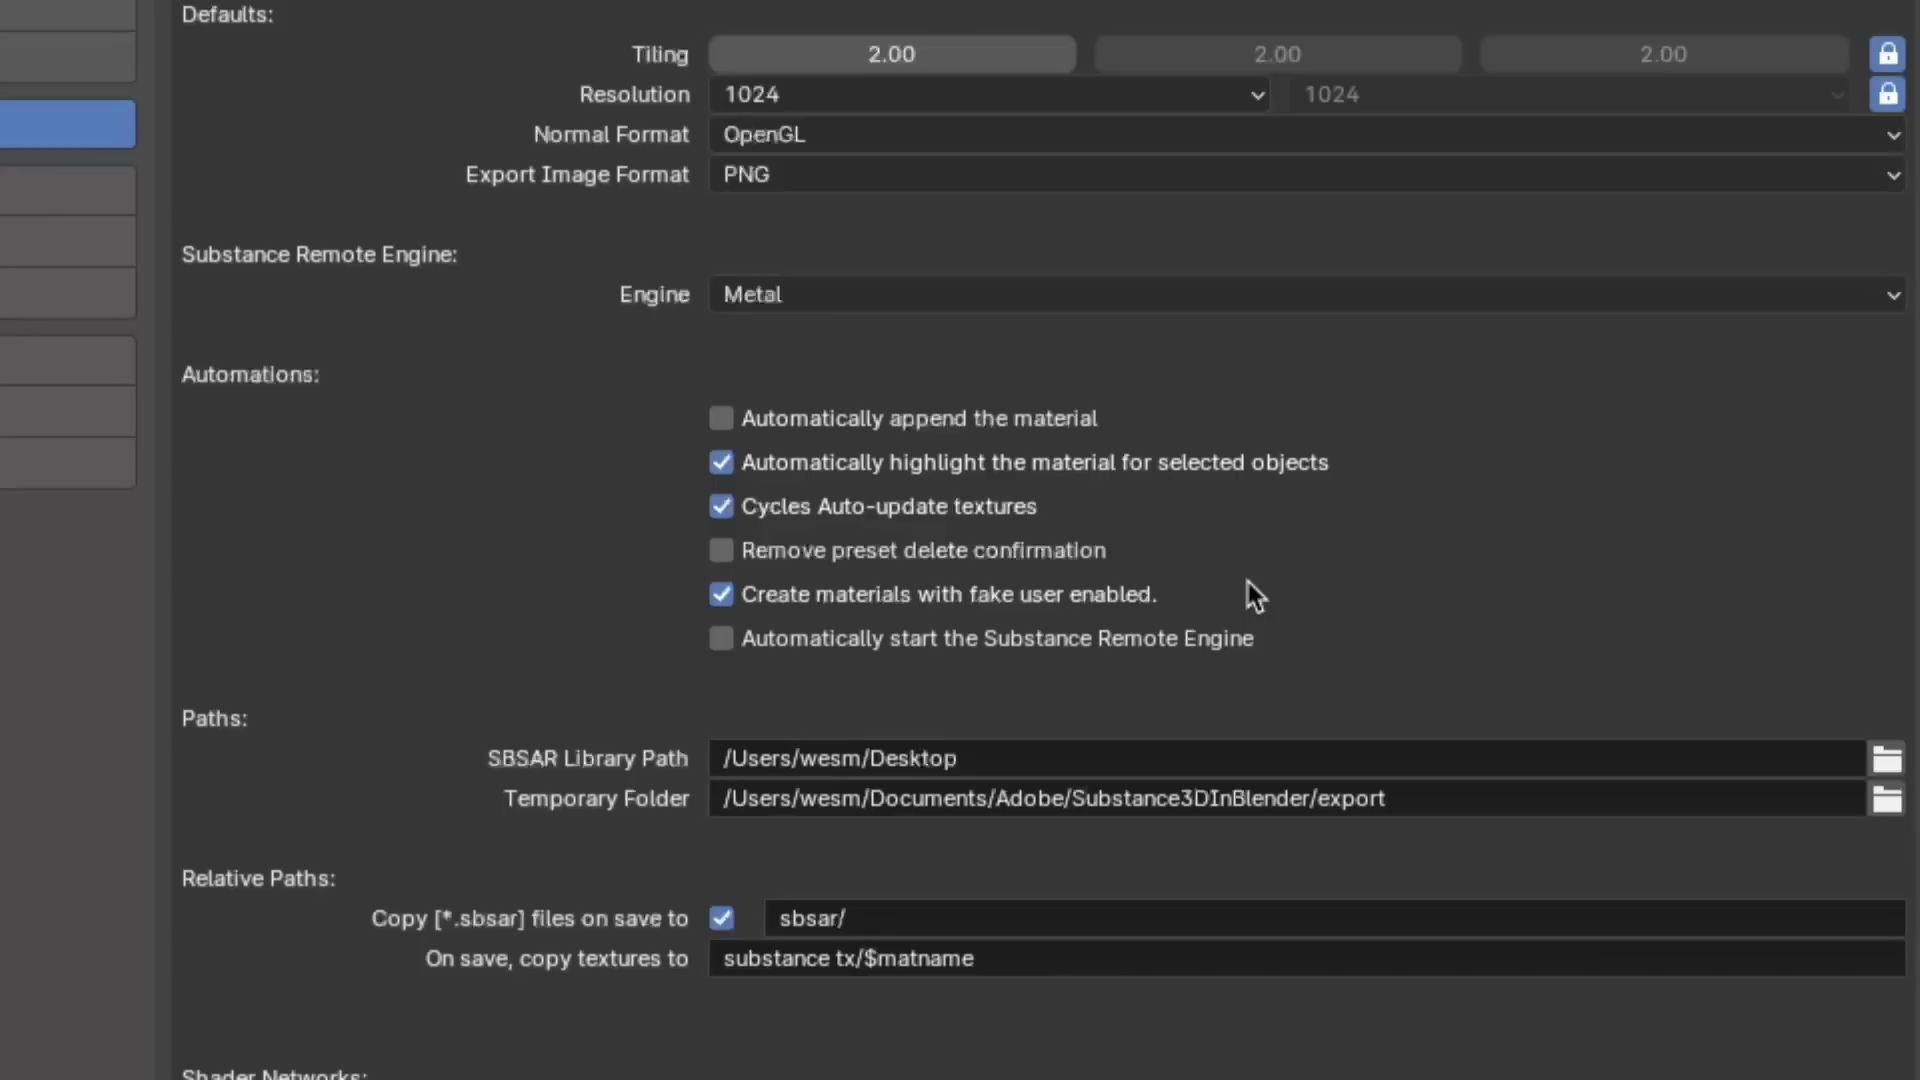 Defaults:
Tiling 2.00 2.00 2.00
Resolution 1024 1024
Normal Format OpenGL
Export Image Format PNG
Substance Remote Engine:
Engine Metal
Automations:
Automatically append the material
Automatically highlight the material for selected objects
Cycles Auto-update textures
Remove preset delete confirmation
Create materials with fake user enabled.
Automatically start the Substance Remote Engine
Paths:
SBSAR Library Path /Users/wesm/Desktop
Temporary Folder /Users/wesm/Documents/Adobe/Substance3DInBlender/export
Relative Paths:
Copy [*.sbsar] files on save to sbsar/
On save, copy textures to substance tx/$matname
Shader Networks: